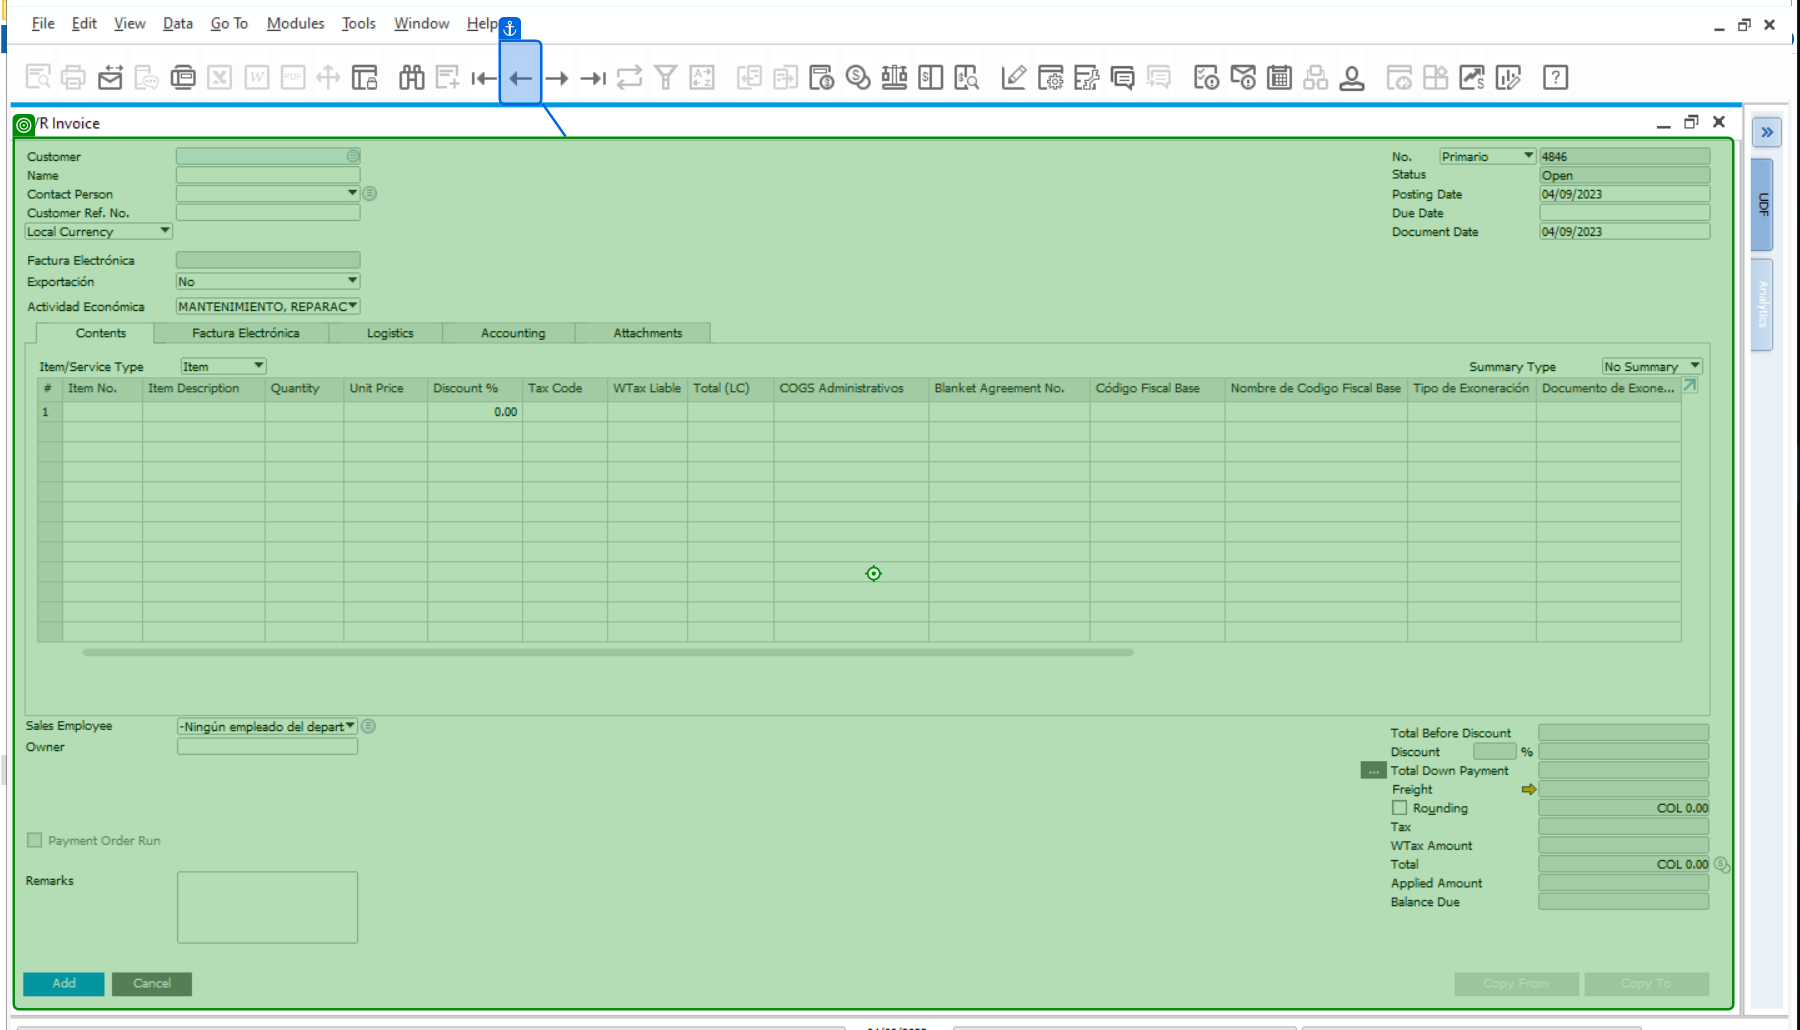 File Edit View Data Go To Modules Tools Window Help
/R Invoice
Customer
Name
Contact Person
Customer Ref. No.
Local Currency
No. Primario 4846
Status Open
Posting Date 04/09/2023
Due Date
Document Date 04/09/2023
Factura Electrónica
Exportación No
Actividad Económica MANTENIMIENTO, REPARAC
Contents Factura Electrónica Logistics Accounting Attachments
Item/Service Type Item Summary Type No Summary
# Item No. Item Description Quantity Unit Price Discount % Tax Code WTax Liable Total (LC) COGS Administrativos Blanket Agreement No. Código Fiscal Base Nombre de Codigo Fiscal Base Tipo de Exoneración Documento de Exone...
1 0.00
Sales Employee -Ningún empleado del depart
Owner
Total Before Discount
Discount %
... Total Down Payment
Freight
Rounding COL 0.00
Tax
WTax Amount
Total COL 0.00
Applied Amount
Balance Due
Payment Order Run
Remarks
Add Cancel Copy From Copy To
UDF
Analytics